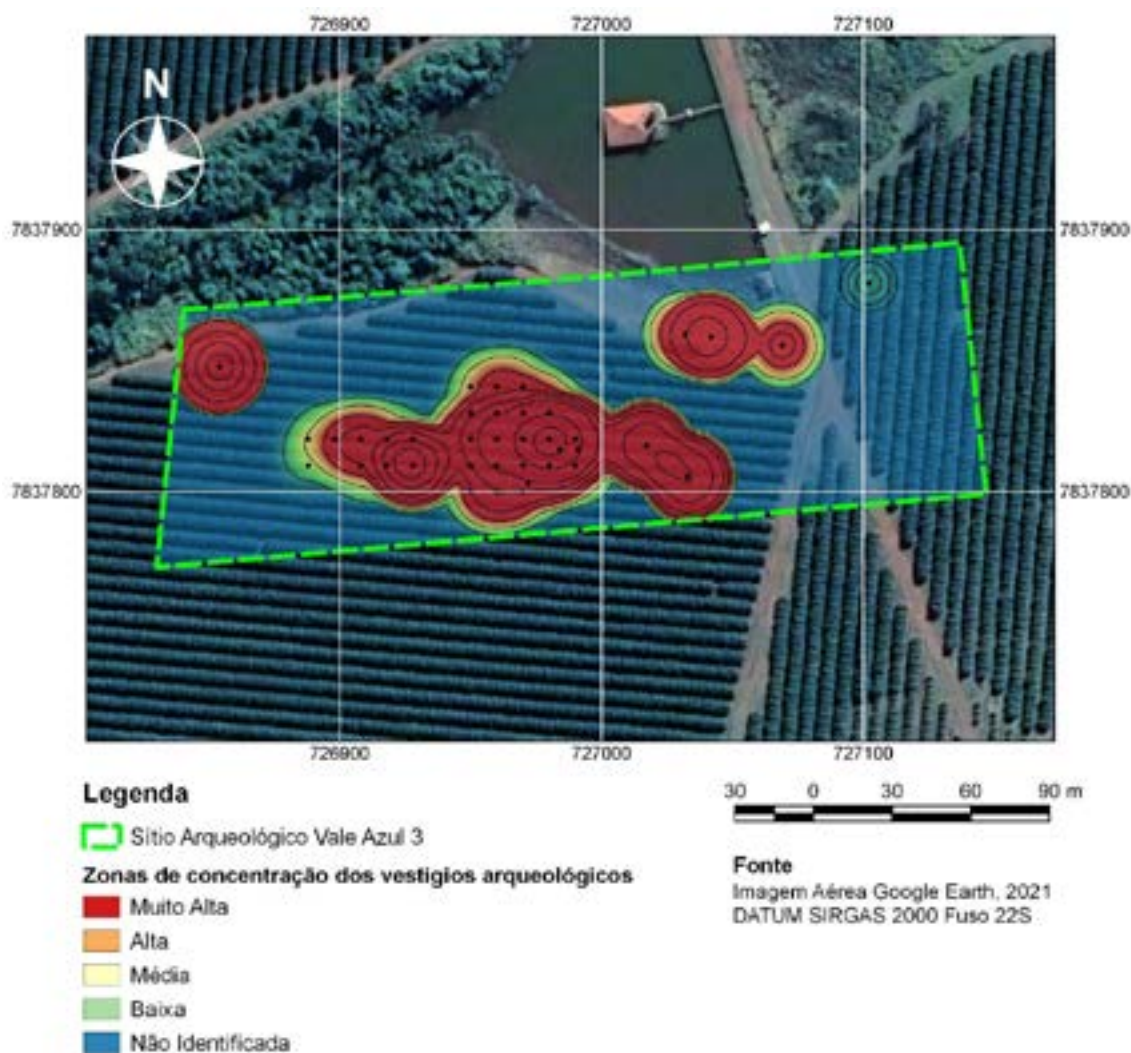 726900 727000 727100
N
7837900 7837900
7837800 7837800
726900 727000 727100
Legenda
Sítio Arqueológico Vale Azul 3
Zonas de concentração dos vestigios arqueológicos
Muito Alta
Alta
Média
Baixa
Não Identificada
30 0 30 60 90 m
Fonte
Imagem Aérea Google Earth, 2021
DATUM SIRGAS 2000 Fuso 22S